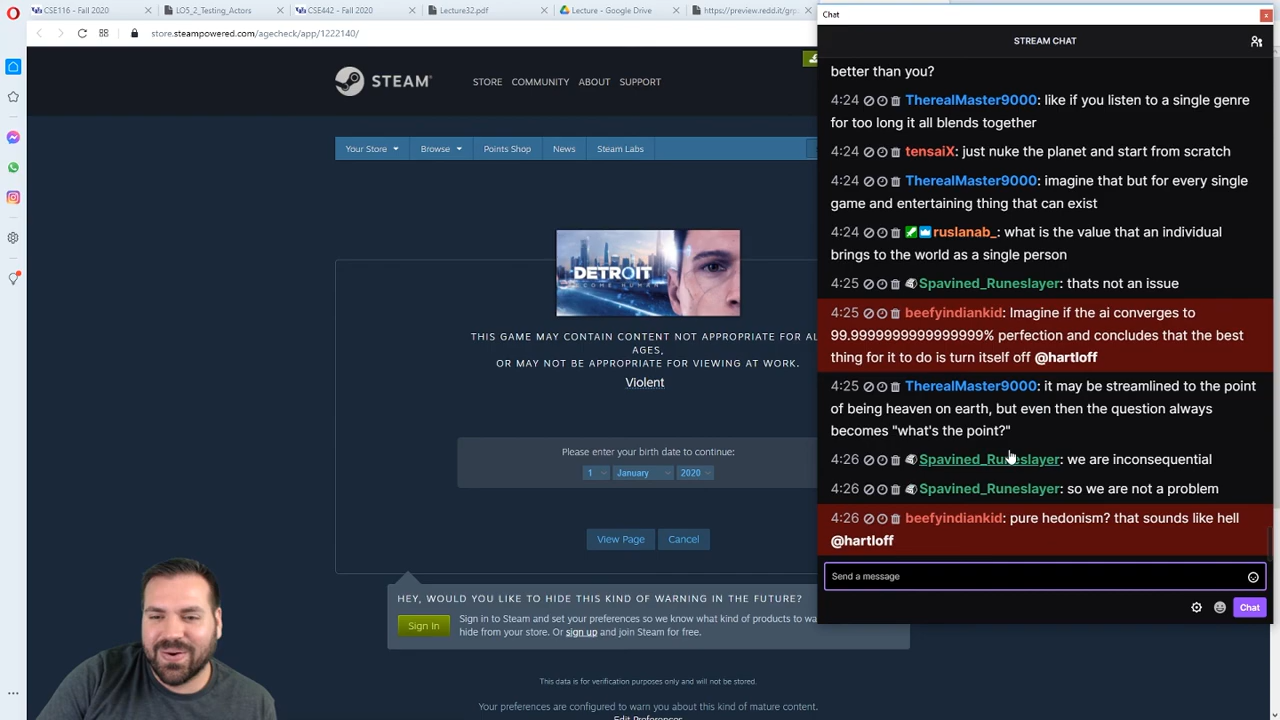 CSE116 - Fall 2020
LO5_2_Testing_Actors
CSE442 - Fall 2020
Lecture32.pdf
Lecture - Google Drive
https://preview.redd.it/grp
store.steampowered.com/agecheck/app/1222140/
STEAM
STORE COMMUNITY ABOUT SUPPORT
Your Store Browse Points Shop News Steam Labs
DETROIT
BECOME HUMAN
THIS GAME MAY CONTAIN CONTENT NOT APPROPRIATE FOR AL
AGES,
OR MAY NOT BE APPROPRIATE FOR VIEWING AT WORK.
Violent
Please enter your birth date to continue:
1 January 2020
View Page Cancel
HEY, WOULD YOU LIKE TO HIDE THIS KIND OF WARNING IN THE FUTURE?
Sign In
Sign in to Steam and set your preferences so we know what kind of products to wa
hide from your store. Or sign up and join Steam for free.
This data is for verification purposes only and will not be stored.
Your preferences are configured to warn you about this kind of mature content.
Edit Preferences
Chat
x
STREAM CHAT
better than you?
4:24 TherealMaster9000: like if you listen to a single genre
for too long it all blends together
4:24 tensaiX: just nuke the planet and start from scratch
4:24 TherealMaster9000: imagine that but for every single
game and entertaining thing that can exist
4:24 ruslanab_: what is the value that an individual
brings to the world as a single person
4:25 Spavined_Runeslayer: thats not an issue
4:25 beefyindiankid: Imagine if the ai converges to
99.9999999999999999% perfection and concludes that the best
thing for it to do is turn itself off @hartloff
4:25 TherealMaster9000: it may be streamlined to the point
of being heaven on earth, but even then the question always
becomes "what's the point?"
4:26 Spavined_Runeslayer: we are inconsequential
4:26 Spavined_Runeslayer: so we are not a problem
4:26 beefyindiankid: pure hedonism? that sounds like hell
@hartloff
Send a message
Chat